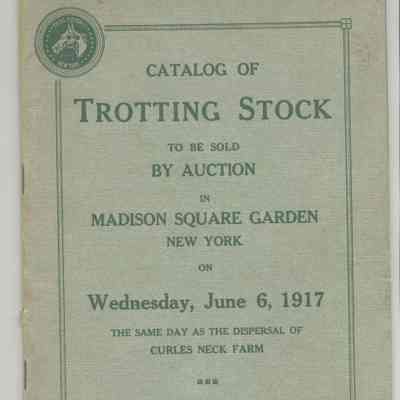 CATALOG OF
TROTTING STOCK
TO BE SOLD
BY AUCTION
IN
MADISON SQUARE GARDEN
NEW YORK
ON
Wednesday, June 6, 1917
THE SAME DAY AS THE DISPERSAL OF
CURLES NECK FARM